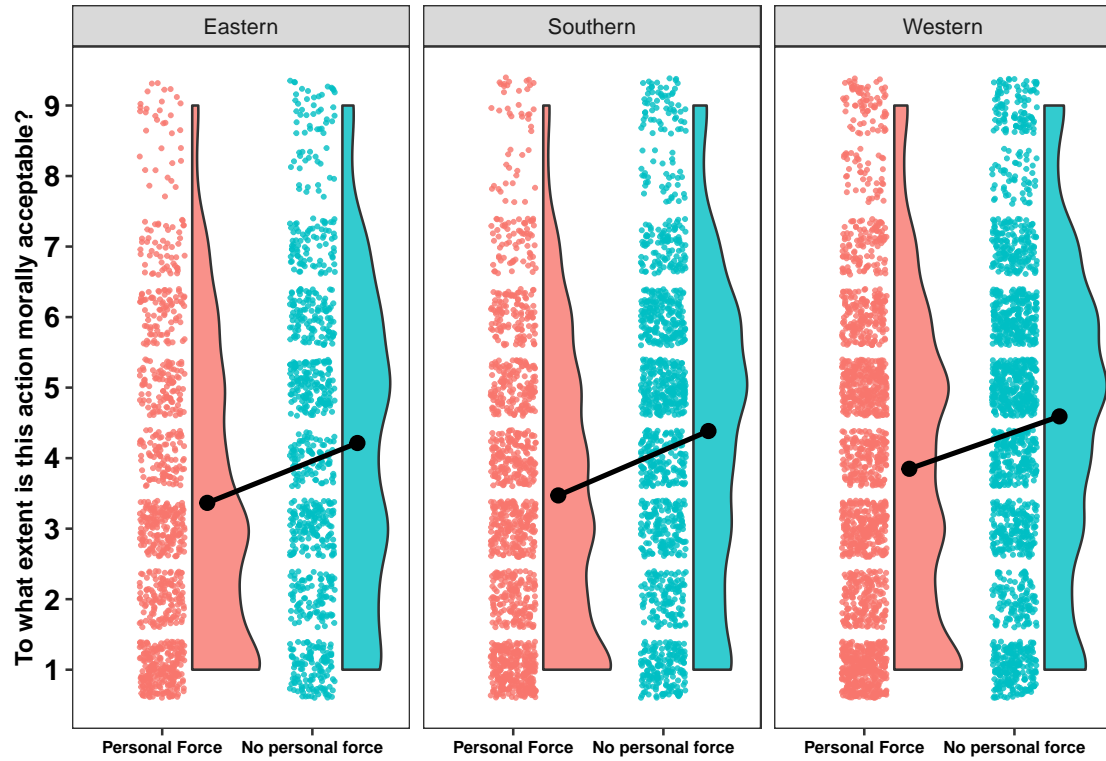 Eastern
Southern
Western
To what extent is this action morally acceptable?
9
8
7
6
5
4
3
2
1
Personal Force
No personal force
Personal Force
No personal force
Personal Force
No personal force